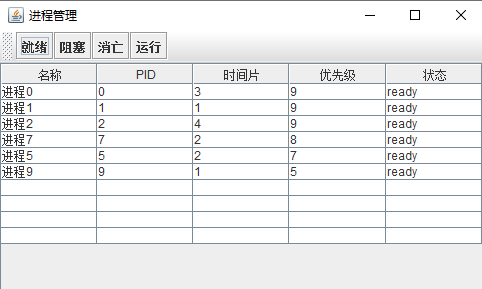 进程管理
就绪 阻塞 消亡 运行
名称 PID 时间片 优先级 状态
进程0 0 3 9 ready
进程1 1 1 9 ready
进程2 2 4 9 ready
进程7 7 2 8 ready
进程5 5 2 7 ready
进程9 9 1 5 ready